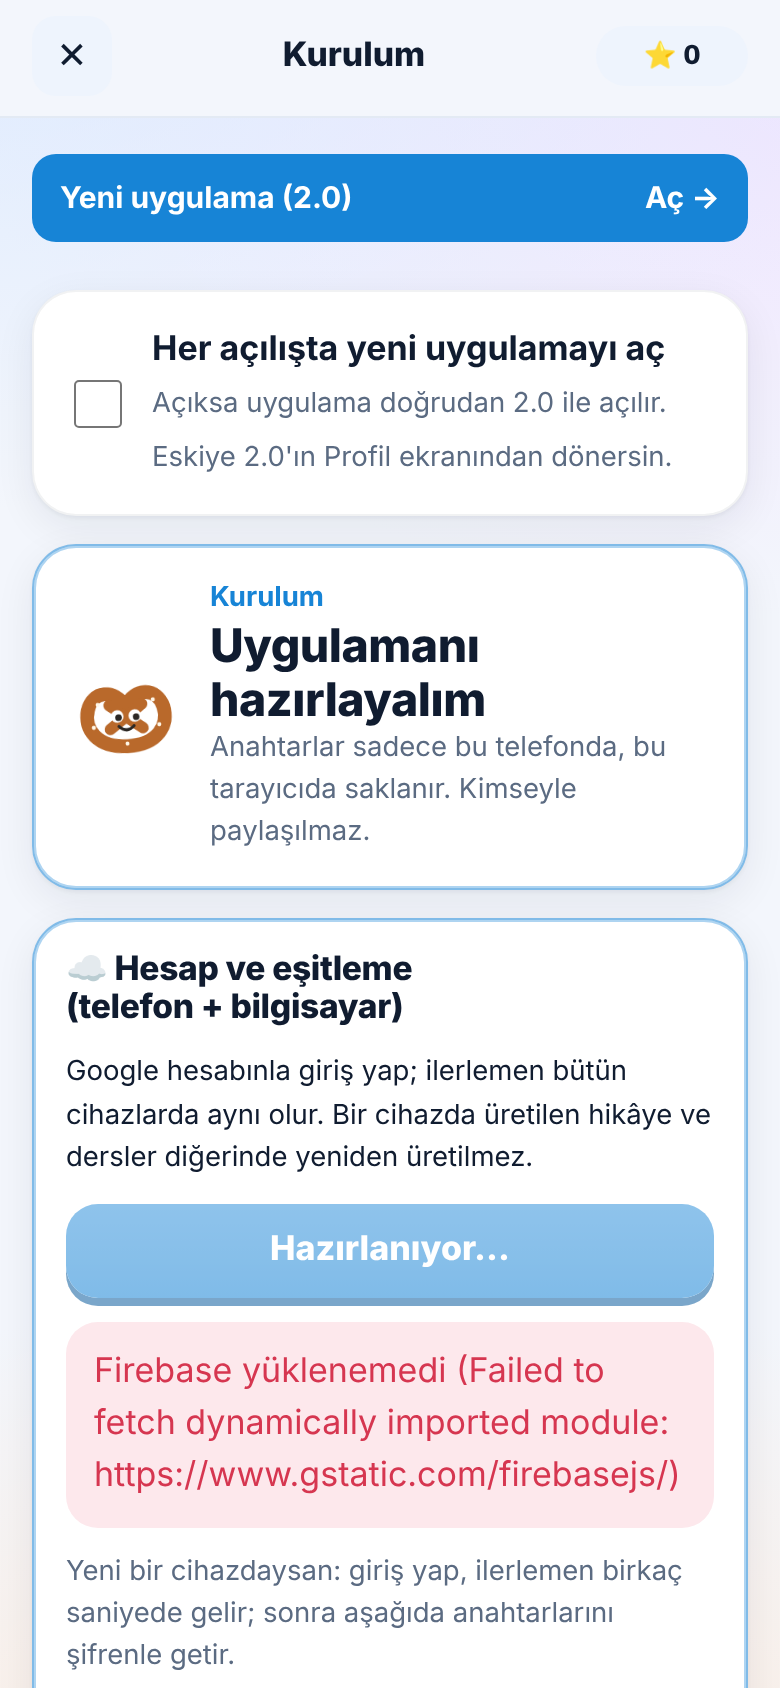 ✕ Kurulum ⭐ 0
Yeni uygulama (2.0) Aç →
Her açılışta yeni uygulamayı aç
Açıksa uygulama doğrudan 2.0 ile açılır.
Eskiye 2.0'ın Profil ekranından dönersin.
Kurulum
Uygulamanı
hazırlayalım
Anahtarlar sadece bu telefonda, bu
tarayıcıda saklanır. Kimseyle
paylaşılmaz.
☁️ Hesap ve eşitleme
(telefon + bilgisayar)
Google hesabınla giriş yap; ilerlemen bütün
cihazlarda aynı olur. Bir cihazda üretilen hikâye ve
dersler diğerinde yeniden üretilmez.
Hazırlanıyor...
Firebase yüklenemedi (Failed to
fetch dynamically imported module:
https://www.gstatic.com/firebasejs/)
Yeni bir cihazdaysan: giriş yap, ilerlemen birkaç
saniyede gelir; sonra aşağıda anahtarlarını
şifrenle getir.